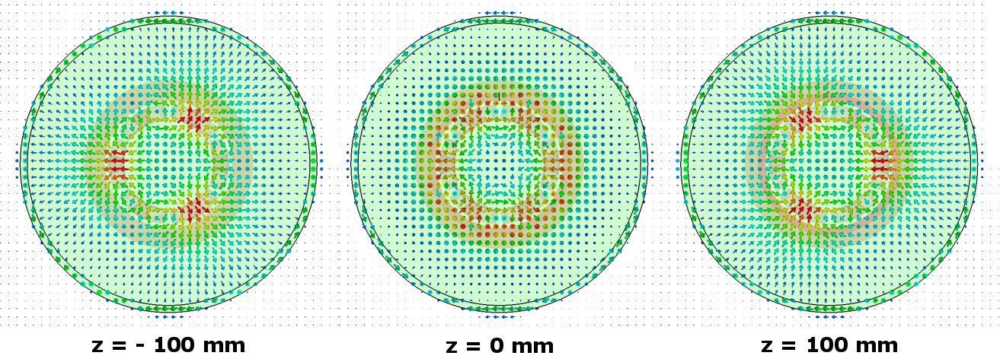 z = - 100 mm
z = 0 mm
z = 100 mm